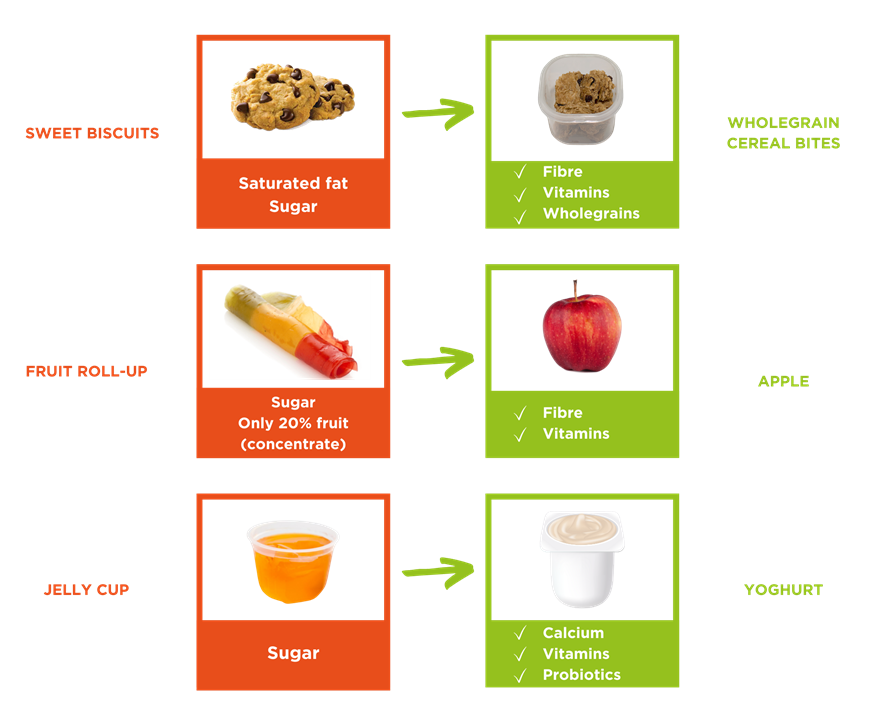 SWEET BISCUITS
Saturated fat
Sugar
✓ Fibre
✓ Vitamins
✓ Wholegrains
WHOLEGRAIN
CEREAL BITES
FRUIT ROLL-UP
Sugar
Only 20% fruit
(concentrate)
✓ Fibre
✓ Vitamins
APPLE
JELLY CUP
Sugar
✓ Calcium
✓ Vitamins
✓ Probiotics
YOGHURT